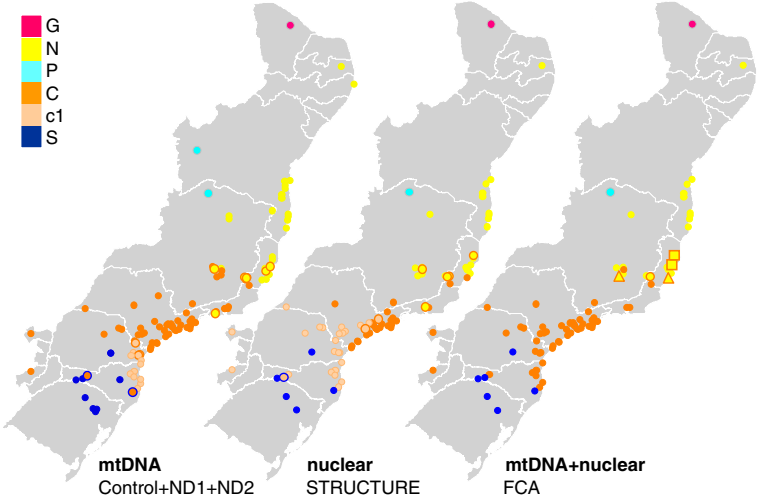 G
N
P
C
c1
S
mtDNA
Control+ND1+ND2
nuclear
STRUCTURE
mtDNA+nuclear
FCA